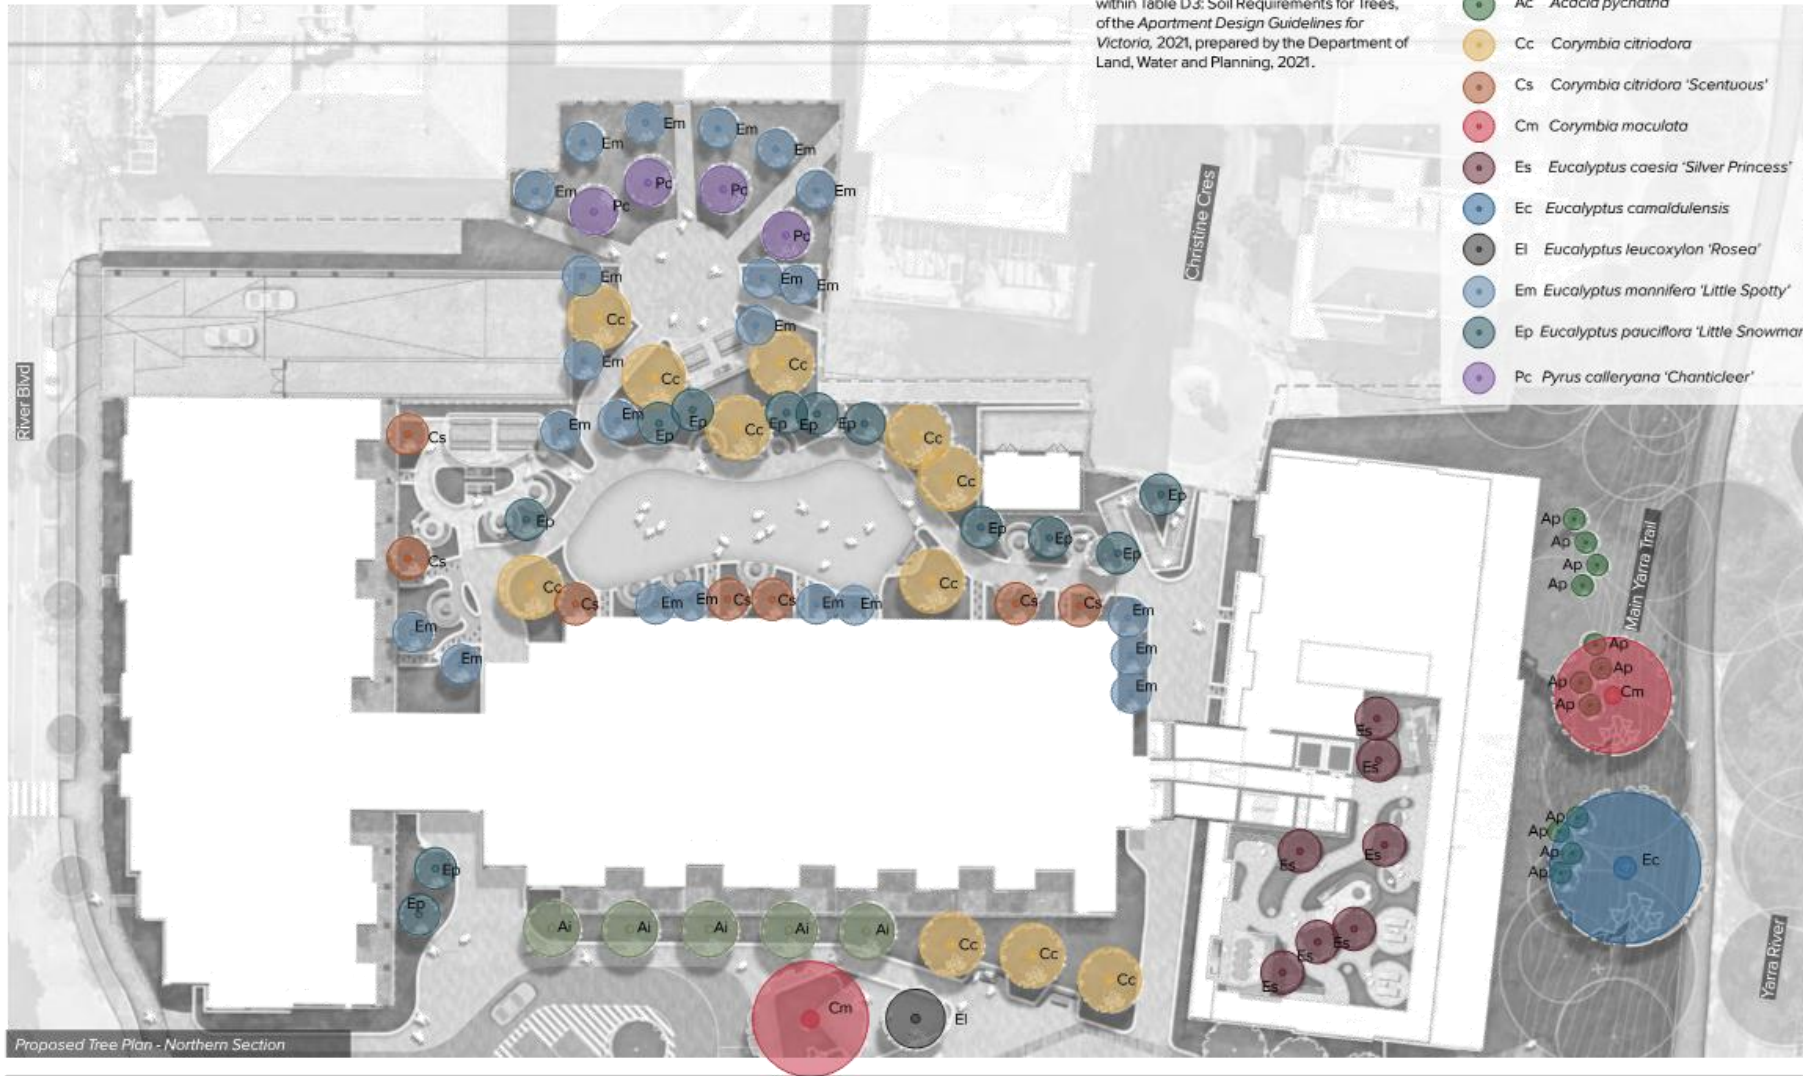 within Table D3: Soil Requirements for Trees,
of the Apartment Design Guidelines for
Victoria, 2021, prepared by the Department of
Land, Water and Planning, 2021.
Ac Acacia pycnatha
Cc Corymbia citriodora
Cs Corymbia citridora ‘Scentuous’
Cm Corymbia maculata
Es Eucalyptus caesia ‘Silver Princess’
Ec Eucalyptus camaldulensis
El Eucalyptus leucoxylon ‘Rosea’
Em Eucalyptus mannifera ‘Little Spotty’
Ep Eucalyptus pauciflora ‘Little Snowman
Pc Pyrus calleryana ‘Chanticleer’
Em
Em
Em
Em
Em
Em
Pc
Pc
Pc
Pc
Christine Cres
Em
Em
Em
Cc
Em
Em
Cc
Cc
River Blvd
Cs
Em
Em
Ep
Ep
Cc
Ep
Ep
Ep
Cc
Cc
Ep
Ep
Ep
Ep
Ep
Cs
Cc
Cs
Em
Em
Cs
Cs
Em
Em
Cc
Cs
Cs
Em
Em
Em
Em
Em
Ap
Ap
Ap
Ap
Main Yarra Trail
Ap
Ap
Ap
Ap
Cm
Es
Es
Es
Es
Es
Es
Es
Ap
Ap
Ap
Ap
Ec
Yarra River
Ep
Ep
Ai
Ai
Ai
Ai
Ai
Cc
Cc
Cc
Cm
El
Proposed Tree Plan - Northern Section